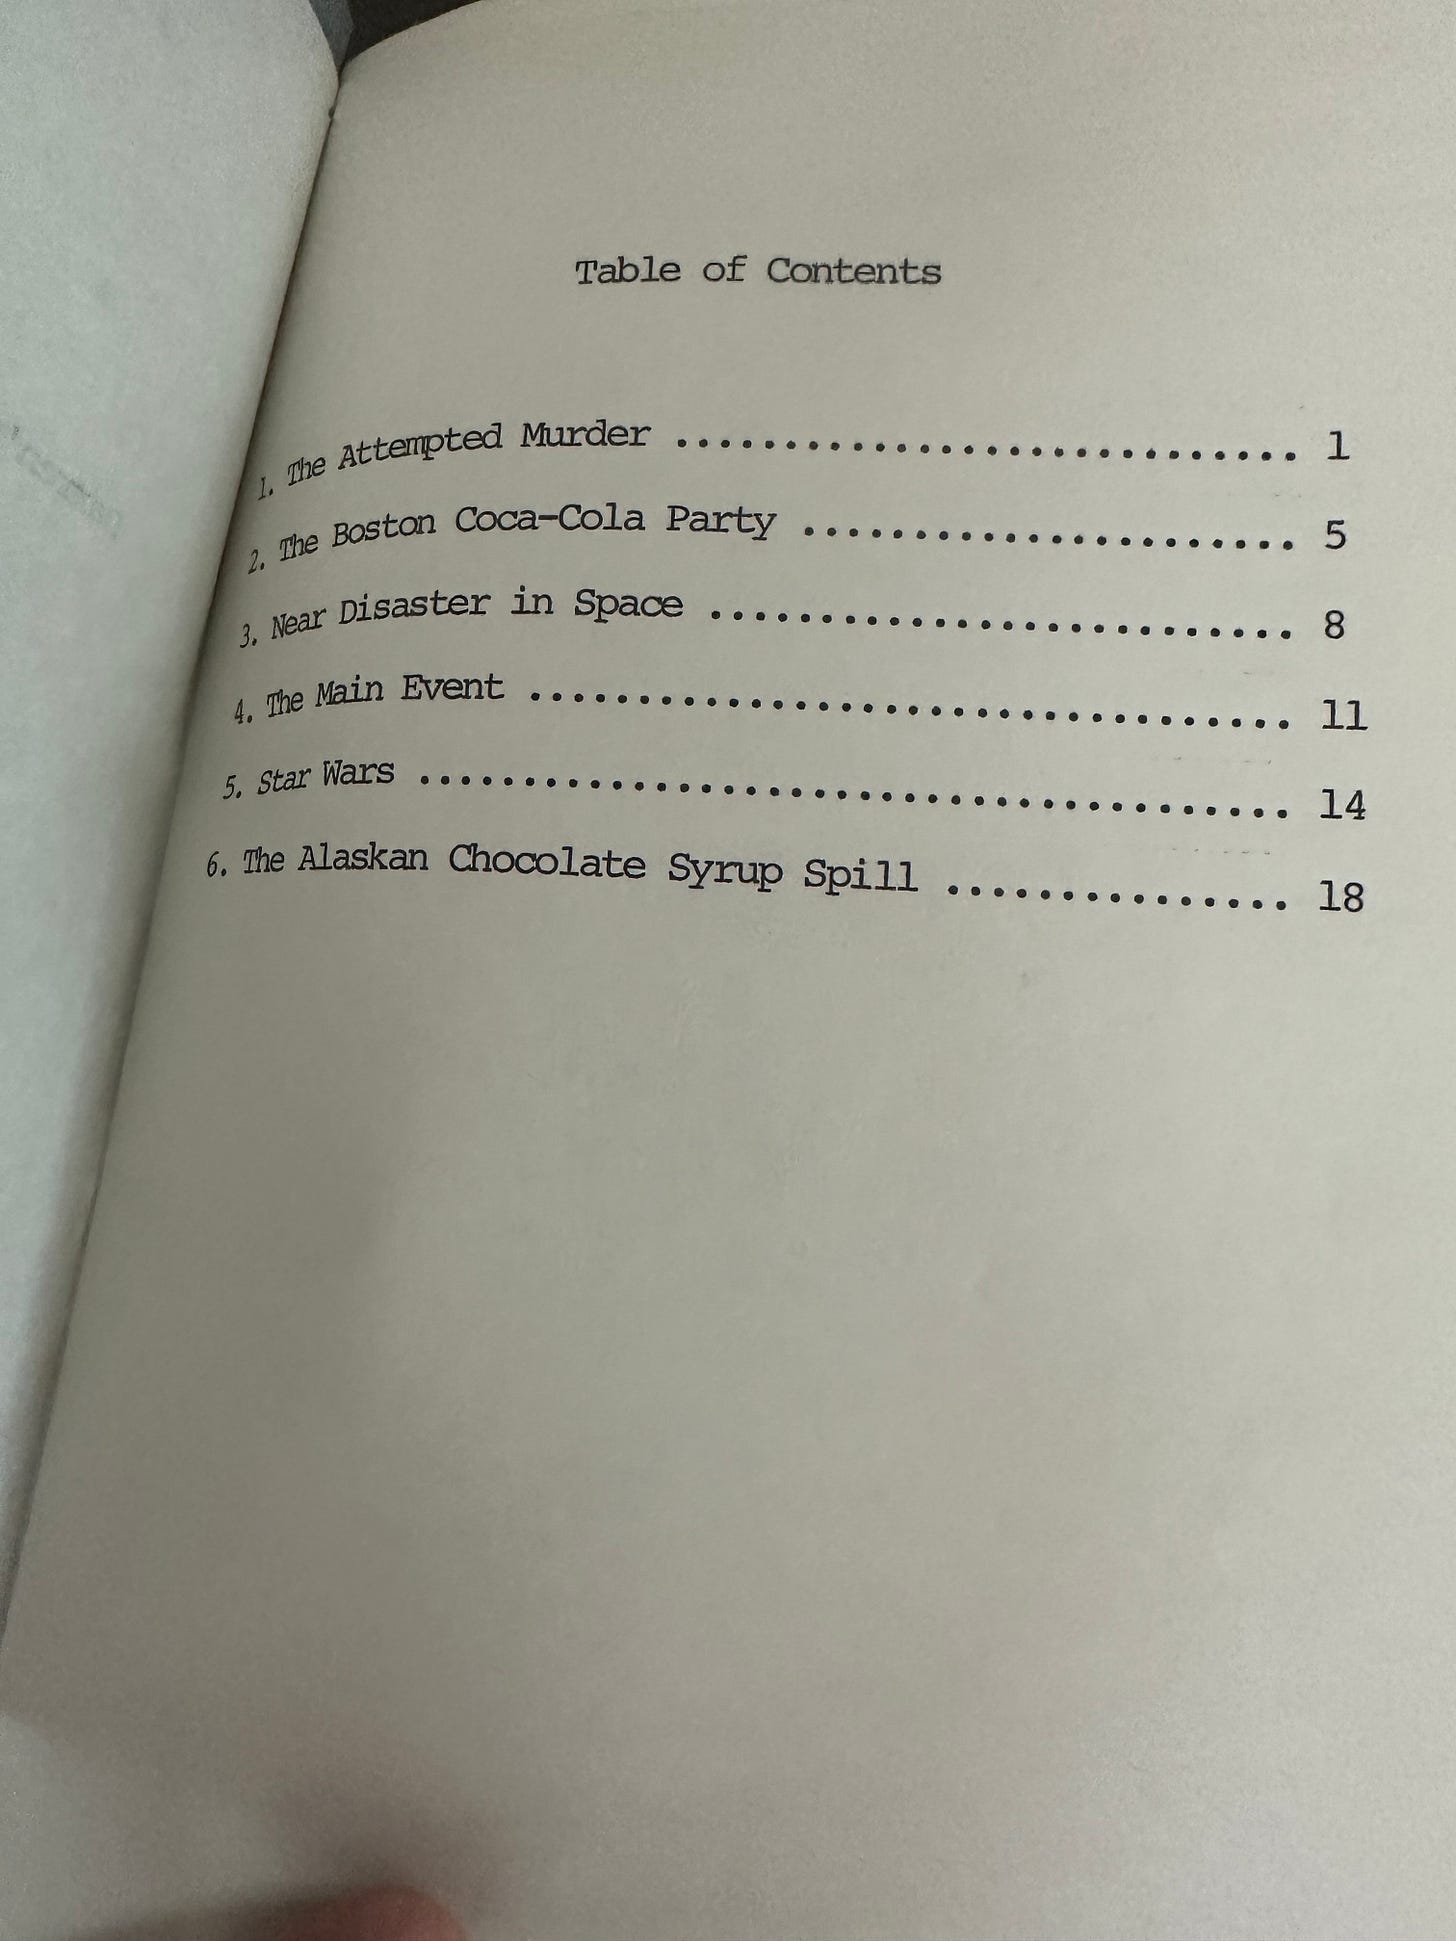 Table of Contents
1. The Attempted Murder ............................. 1
2. The Boston Coca-Cola Party ...................... 5
3. Near Disaster in Space ........................... 8
4. The Main Event ................................... 11
5. Star Wars ........................................ 14
6. The Alaskan Chocolate Syrup Spill ............... 18